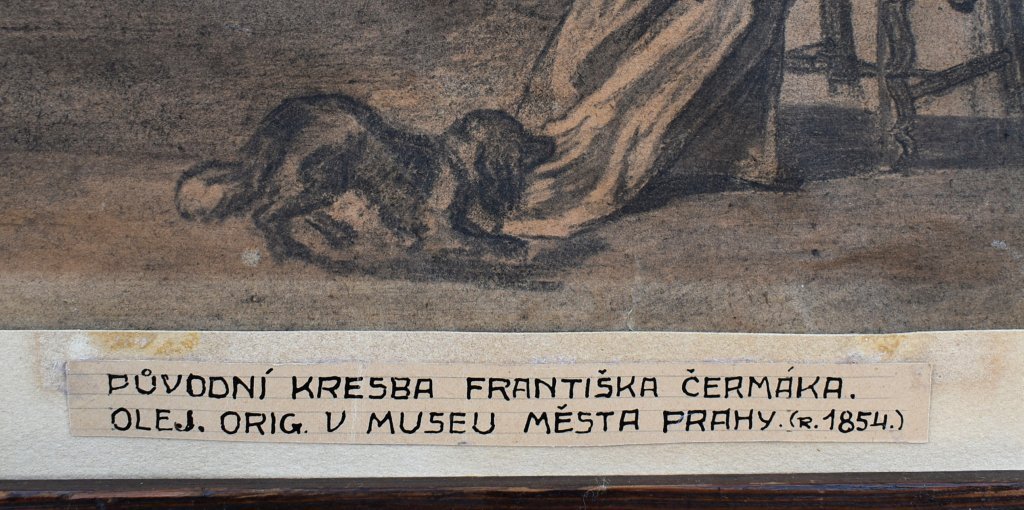 PŮVODNÍ KRESBA FRANTIŠKA ČERMÁKA.
OLEJ. ORIG. V MUSEU MĚSTA PRAHY. (R. 1854.)